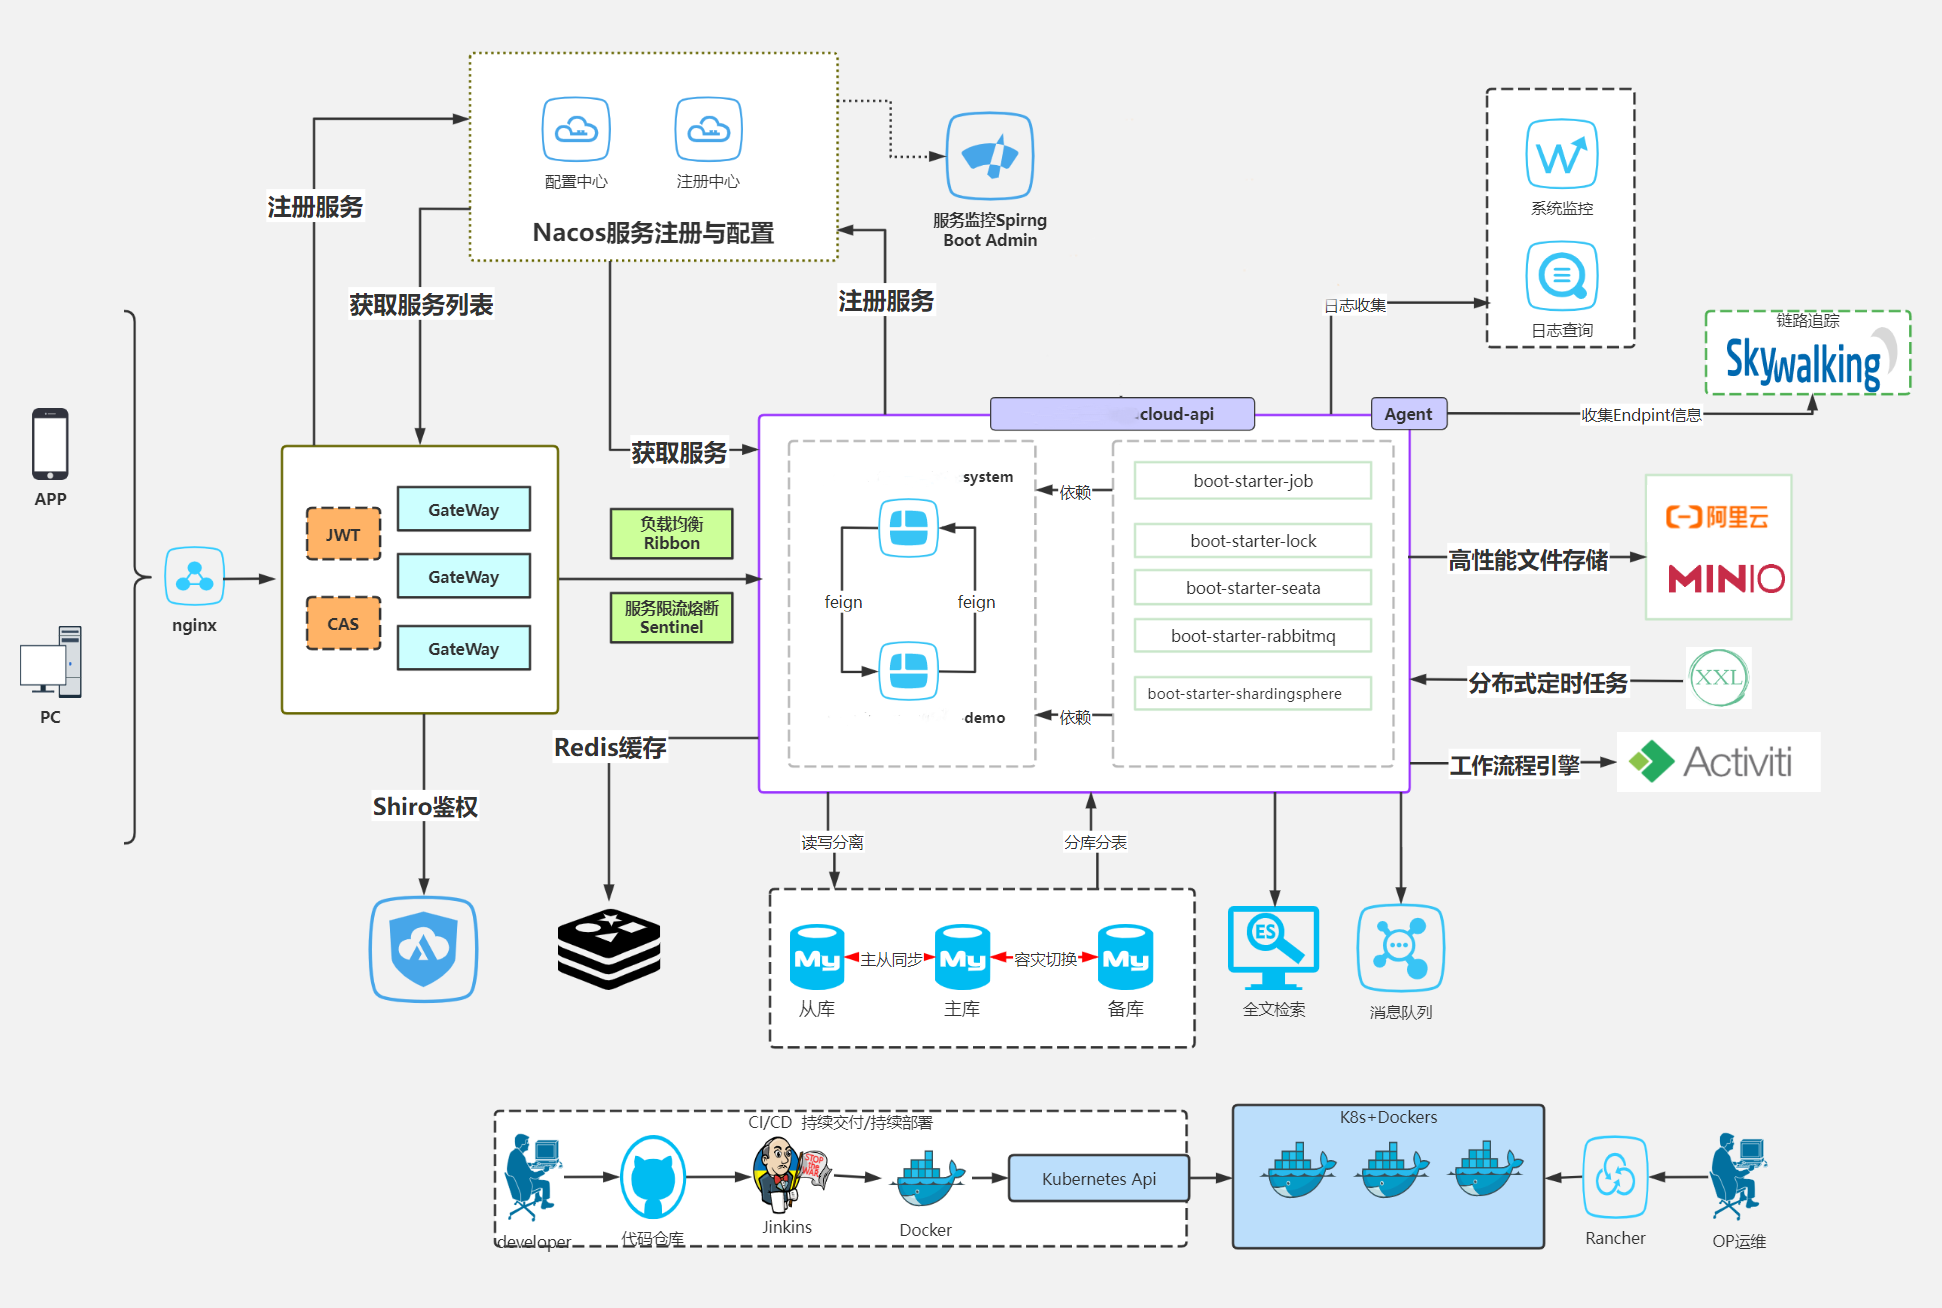 配置中心
注册中心
Nacos服务注册与配置
服务监控Spirng
Boot Admin
系统监控
日志查询
注册服务
获取服务列表
注册服务
日志收集
链路追踪
Skywalking
获取服务
cloud-api
Agent
收集Endpint信息
APP
PC
nginx
JWT
CAS
GateWay
GateWay
GateWay
负载均衡
Ribbon
服务限流熔断
Sentinel
system
feign
feign
demo
依赖
依赖
boot-starter-job
boot-starter-lock
boot-starter-seata
boot-starter-rabbitmq
boot-starter-shardingsphere
高性能文件存储
阿里云
MINIO
分布式定时任务
XXL
工作流程引擎
Activiti
Redis缓存
Shiro鉴权
读写分离
分库分表
My
主从同步
My
容灾切换
My
从库
主库
备库
ES
全文检索
消息队列
CI/CD 持续交付/持续部署
developer
代码仓库
STOP
the
WAR
Jinkins
Docker
Kubernetes Api
K8s+Dockers
Rancher
OP运维